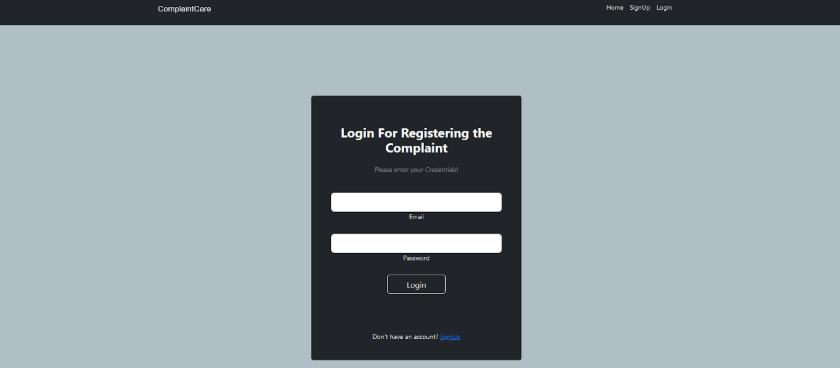 ComplaintCare
Home SignUp Login
Login For Registering the
Complaint
Please enter your Credentials!
Email
Password
Login
Don't have an account? SignUp